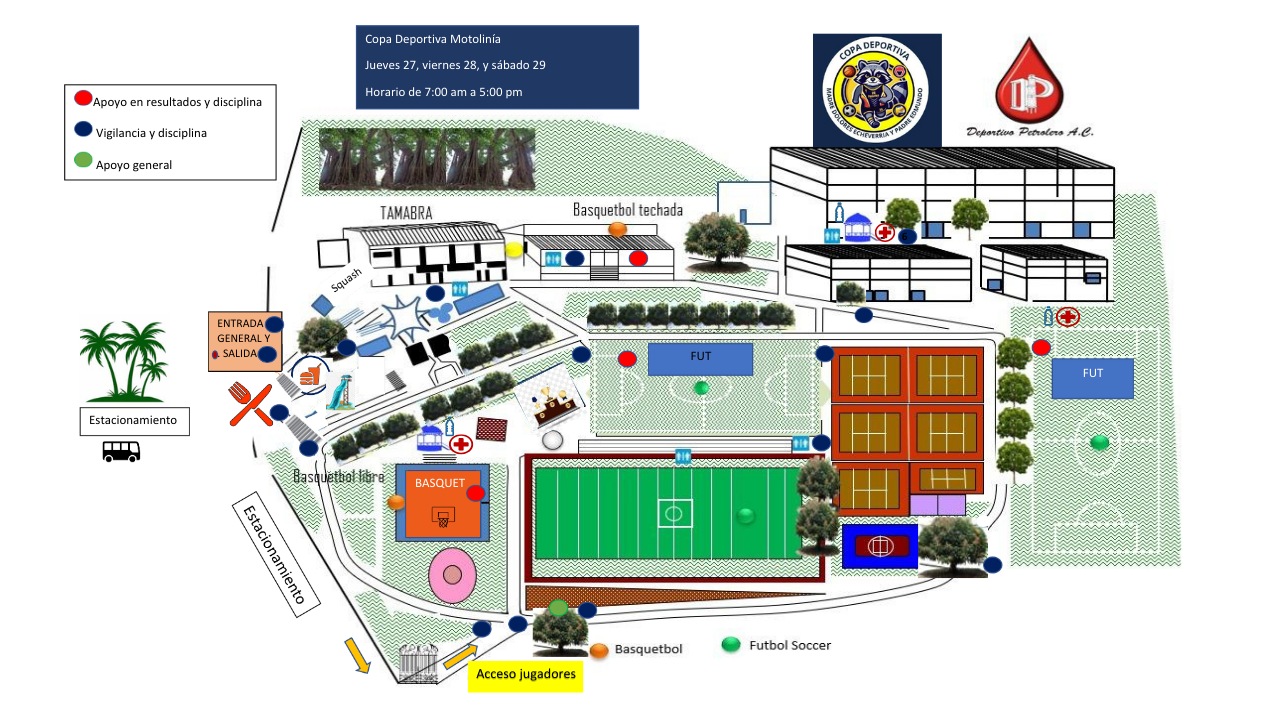 Copa Deportiva Motolinía
Jueves 27, viernes 28, y sábado 29
Horario de 7:00 am a 5:00 pm
COPA DEPORTIVA
MADRE DOLORES ECHEVERRIA Y PADRE EDMUNDO
DP
Deportivo Petrolero A.C.
Apoyo en resultados y disciplina
Vigilancia y disciplina
Apoyo general
TAMABRA
Basquetbol techada
Squash
ENTRADA
GENERAL Y
SALIDA
FUT
FUT
Estacionamiento
Basquetbol libre
BASQUET
Estacionamiento
Basquetbol
Futbol Soccer
Acceso jugadores